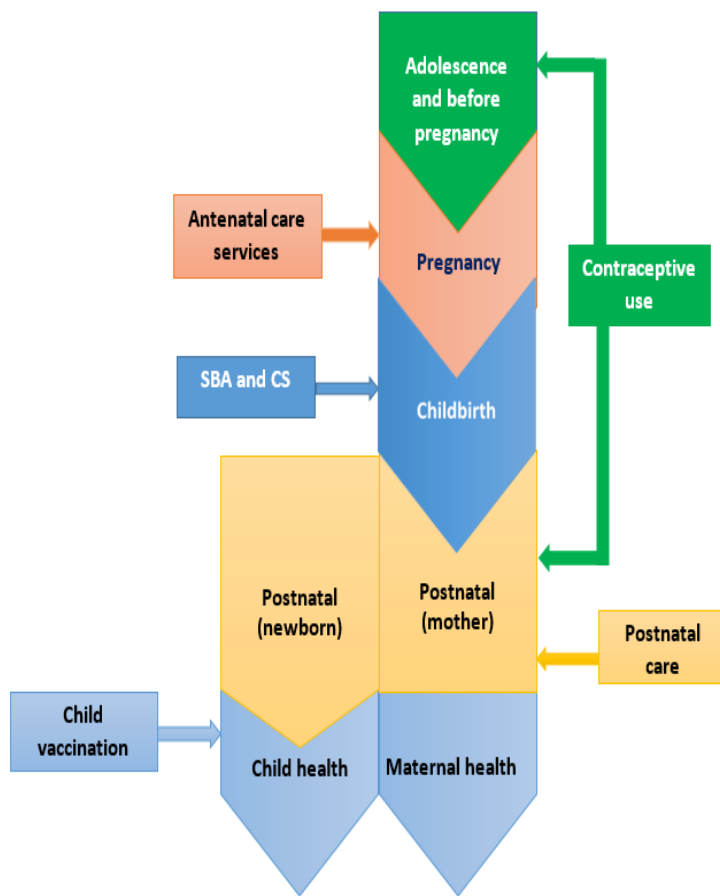 Adolescence
and before
pregnancy
Antenatal care
services
Pregnancy
Contraceptive
use
SBA and CS
Childbirth
Postnatal
(newborn)
Postnatal
(mother)
Postnatal
care
Child
vaccination
Child health
Maternal health